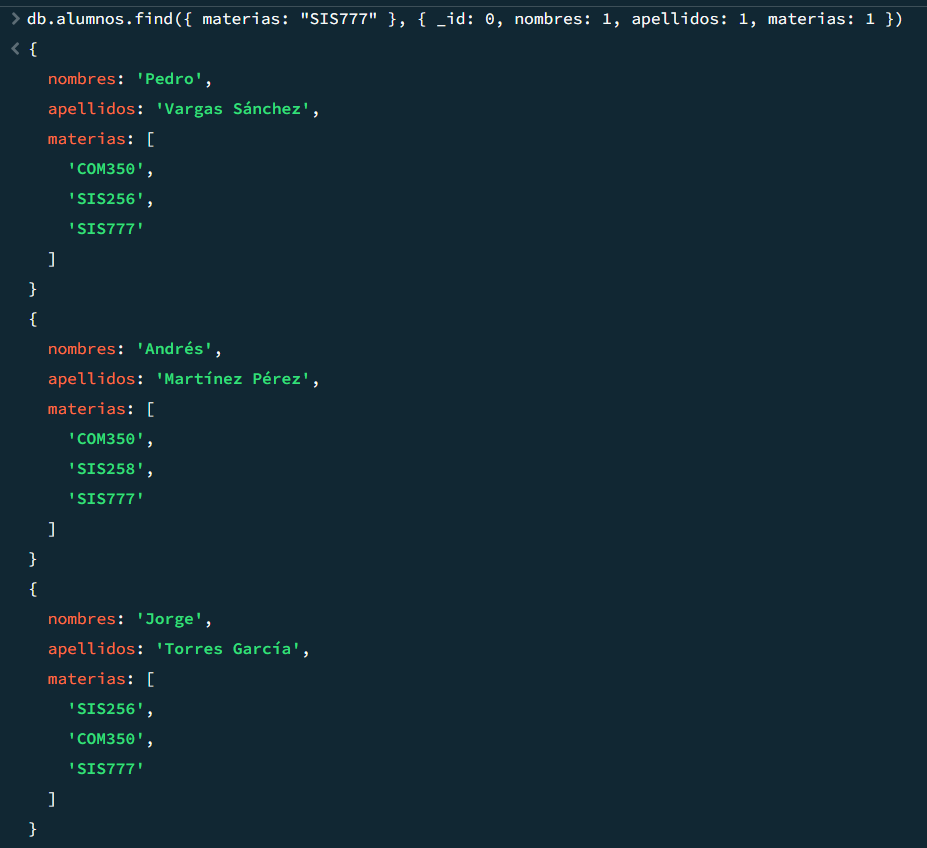 > db.alumnos.find({ materias: "SIS777" }, { _id: 0, nombres: 1, apellidos: 1, materias: 1 })
< {
nombres: 'Pedro',
apellidos: 'Vargas Sánchez',
materias: [
'COM350',
'SIS256',
'SIS777'
]
}
{
nombres: 'Andrés',
apellidos: 'Martínez Pérez',
materias: [
'COM350',
'SIS258',
'SIS777'
]
}
{
nombres: 'Jorge',
apellidos: 'Torres García',
materias: [
'SIS256',
'COM350',
'SIS777'
]
}